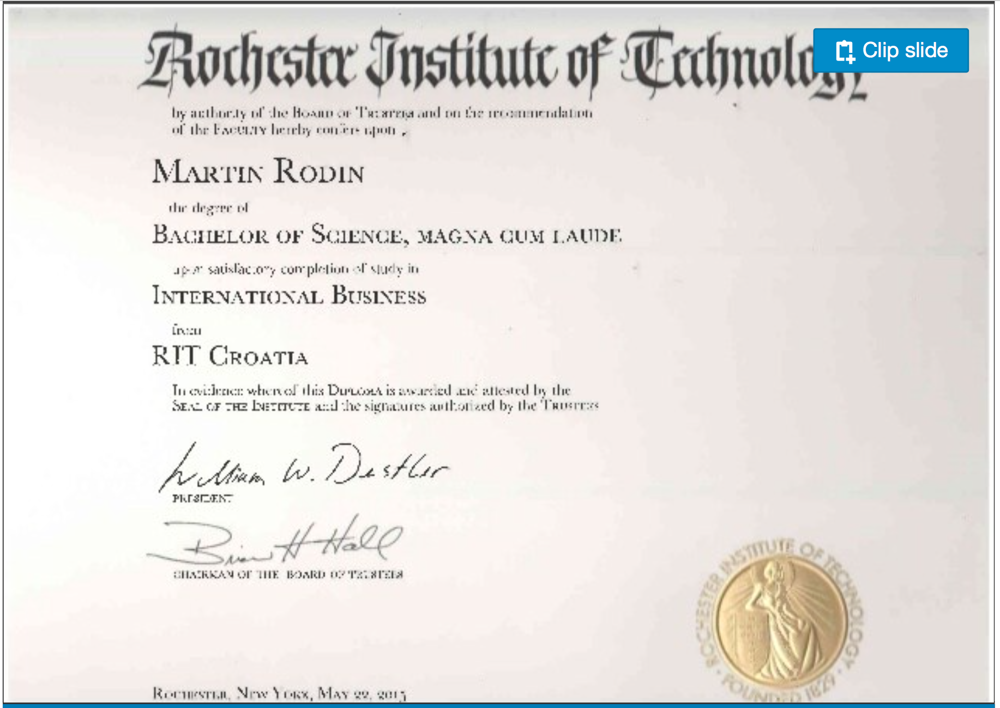 Rochester Institute of Technology
Clip slide
by authority of the BOARD OF TRUSTEES and on the recommendation
of the FACULTY hereby confers upon
MARTIN RODIN
the degree of
BACHELOR OF SCIENCE, MAGNA CUM LAUDE
upon satisfactory completion of study in
INTERNATIONAL BUSINESS
from
RIT CROATIA
In evidence whereof this DIPLOMA is awarded and attested by the
SEAL OF THE INSTITUTE and the signatures authorized by the TRUSTEES
William W. Destler
PRESIDENT
Brian H Hall
CHAIRMAN OF THE BOARD OF TRUSTEES
ROCHESTER INSTITUTE OF TECHNOLOGY
· FOUNDED 1829 ·
ROCHESTER, NEW YORK, MAY 22, 2015